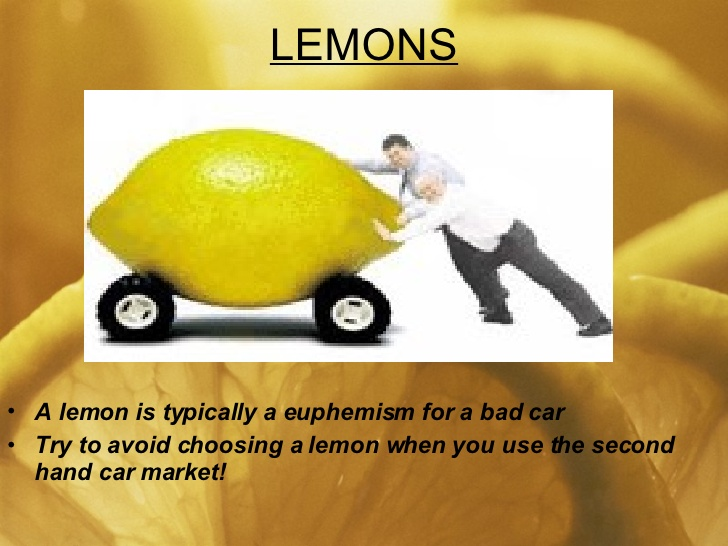 LEMONS
• A lemon is typically a euphemism for a bad car
• Try to avoid choosing a lemon when you use the second
hand car market!